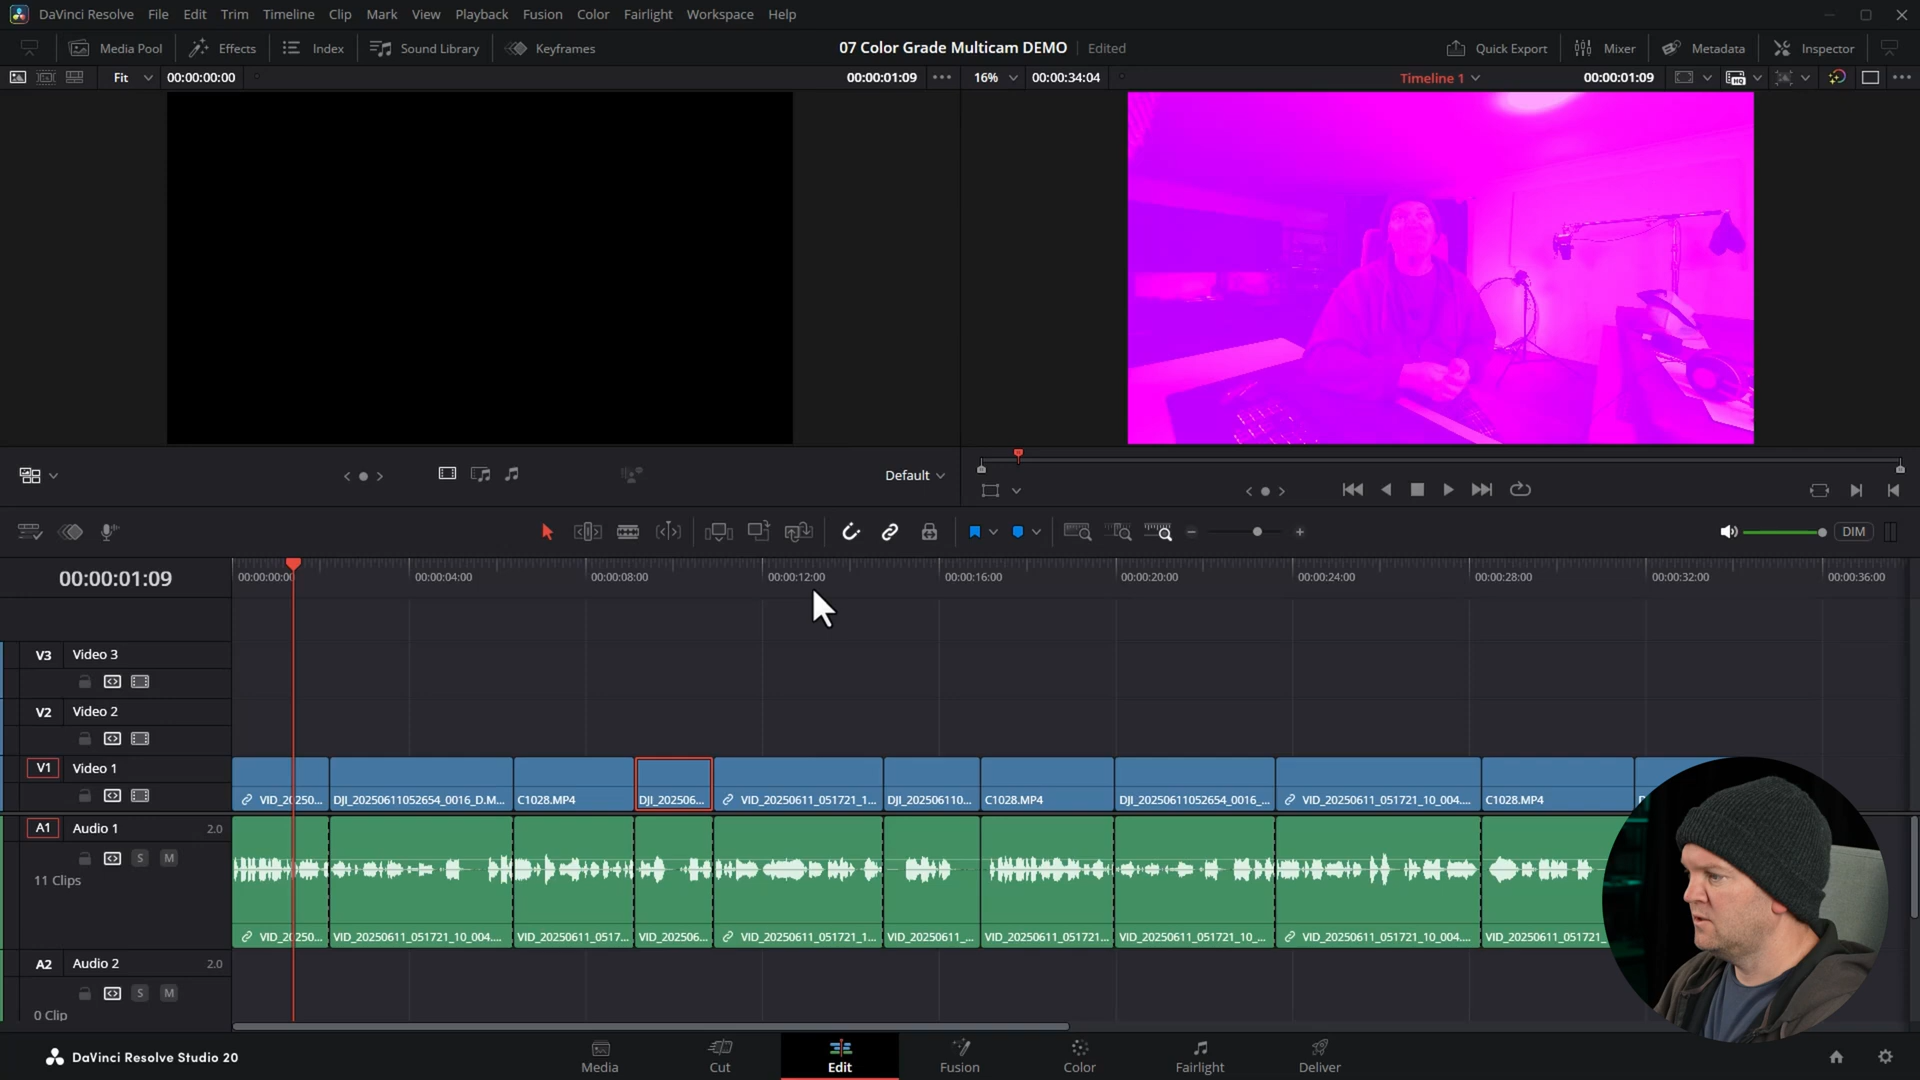 DaVinci Resolve File Edit Trim Timeline Clip Mark View Playback Fusion Color Fairlight Workspace Help
Media Pool Effects Index Sound Library Keyframes 07 Color Grade Multicam DEMO Edited Quick Export Mixer Metadata Inspector
Fit 00:00:00:00 00:00:01:09 16% 00:00:34:04 Timeline 1 00:00:01:09
Default
DIM
00:00:01:09
00:00:00:00 00:00:04:00 00:00:08:00 00:00:12:00 00:00:16:00 00:00:20:00 00:00:24:00 00:00:28:00 00:00:32:00 00:00:36:00
V3 Video 3
V2 Video 2
V1 Video 1
VID_20250... DJI_20250611052654_0016_D.M... C1028.MP4 DJI_202506... VID_20250611_051721_1... DJI_20250610... C1028.MP4 DJI_20250611052654_0016_... VID_20250611_051721_10_004.... C1028.MP4
A1 Audio 1 2.0
S M
11 Clips
VID_20250... VID_20250611_051721_10_004.... VID_20250611_0517... VID_202506... VID_20250611_051721_1... VID_20250611_... VID_20250611_051721... VID_20250611_051721_10_... VID_20250611_051721_10_004.... VID_20250611_051721_
A2 Audio 2 2.0
S M
0 Clip
DaVinci Resolve Studio 20 Media Cut Edit Fusion Color Fairlight Deliver